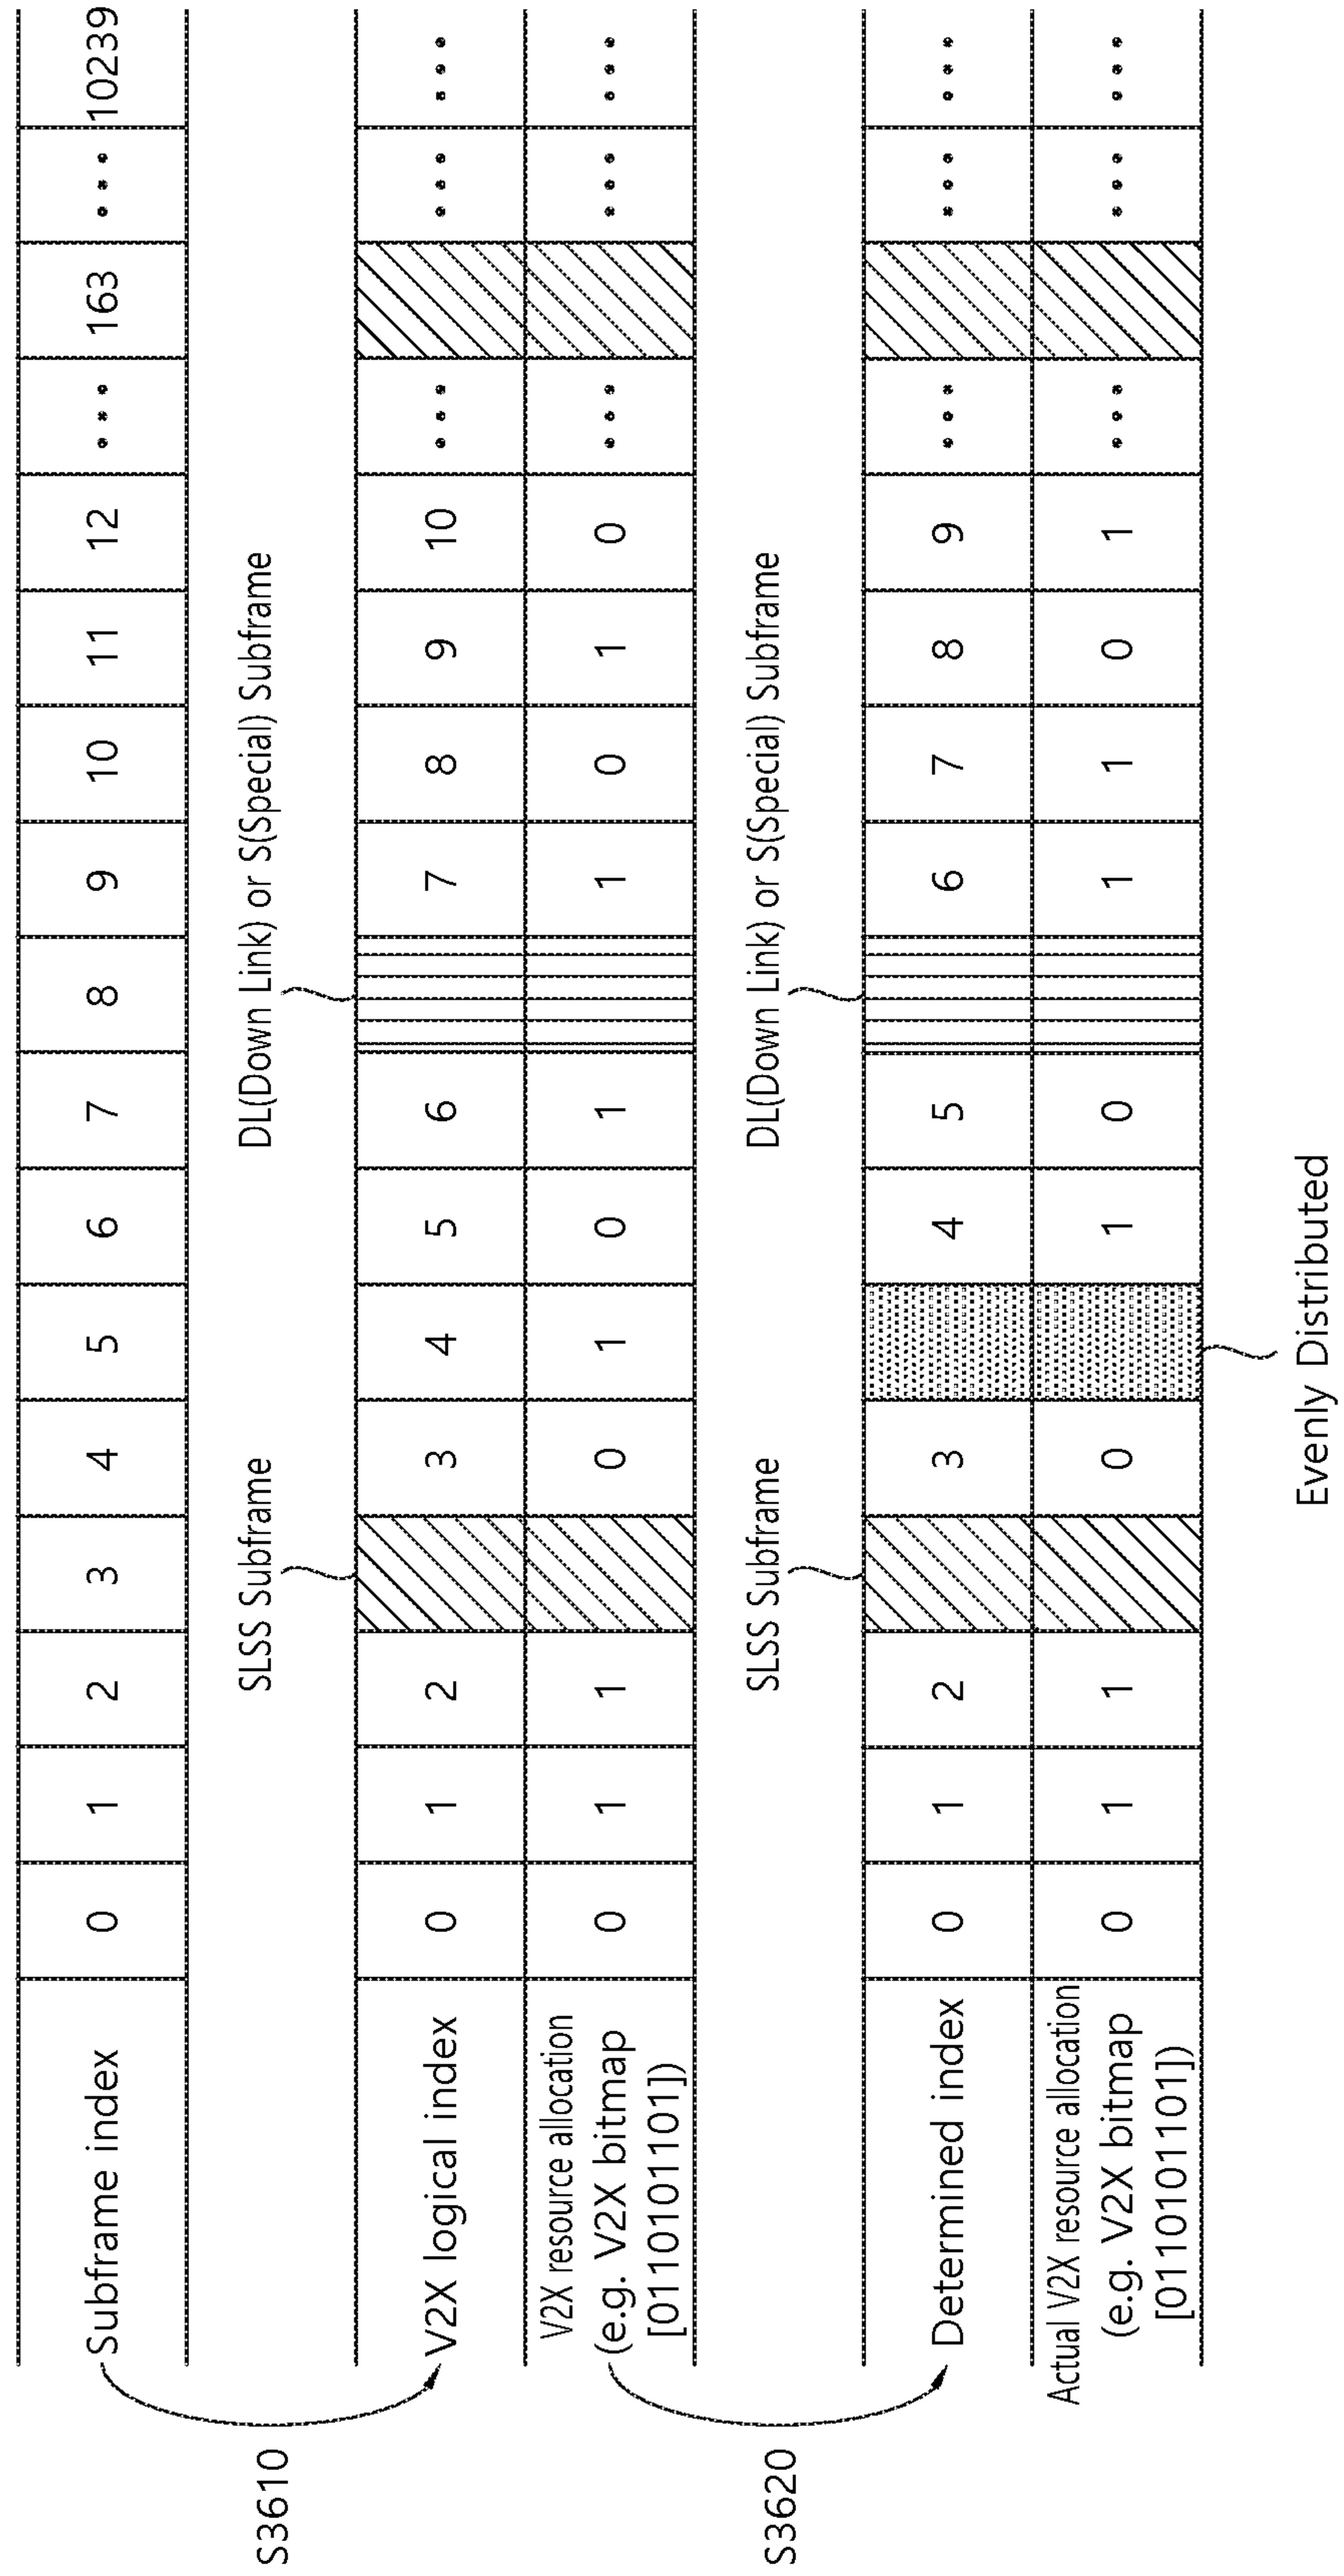 Subframe index 0 1 2 3 4 5 6 7 8 9 10 11 12 ••• 163 ••• 10239
S3610
SLSS Subframe
DL(Down Link) or S(Special) Subframe
V2X logical index 0 1 2 3 4 5 6 7 8 9 10 ••• ••• •••
V2X resource allocation
(e.g. V2X bitmap 0 1 1 0 1 0 1 1 0 1 0 ••• ••• •••
[0110101101])
S3620
SLSS Subframe
DL(Down Link) or S(Special) Subframe
Determined index 0 1 2 3 4 5 6 7 8 9 ••• ••• •••
Actual V2X resource allocation
(e.g. V2X bitmap 0 1 1 0 1 0 1 1 0 1 ••• ••• •••
[0110101101])
Evenly Distributed